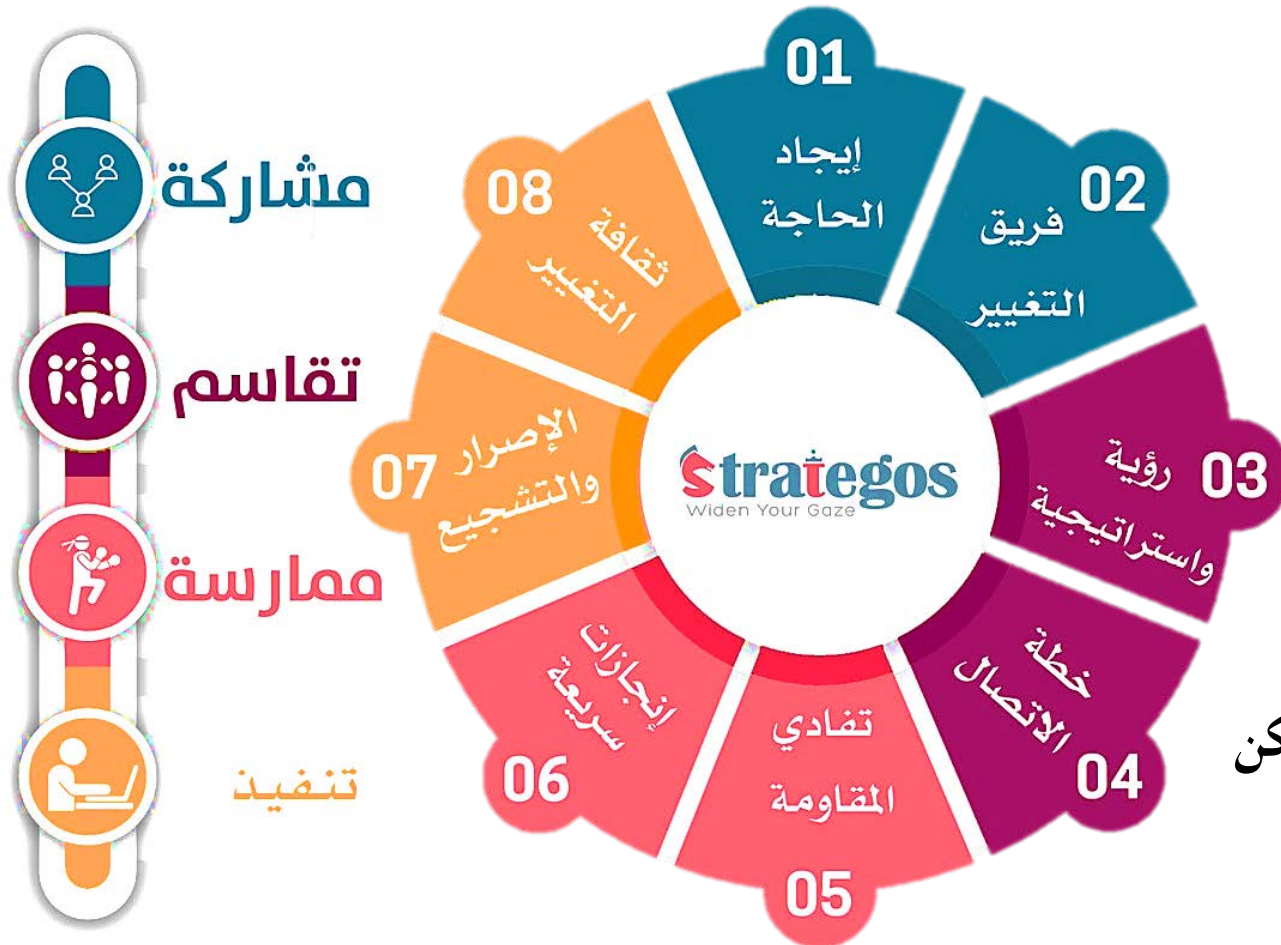 مشاركة
تقاسم
ممارسة
تنفيذ
01
إيجاد
الحاجة
02
فريق
التغيير
03
رؤية
واستراتيجية
04
خطة
الاتصال
05
تفادي
المقاومة
06
إنجازات
سريعة
07
الإصرار
والتشجيع
08
ثقافة
التغيير
strategos
Widen Your Gaze